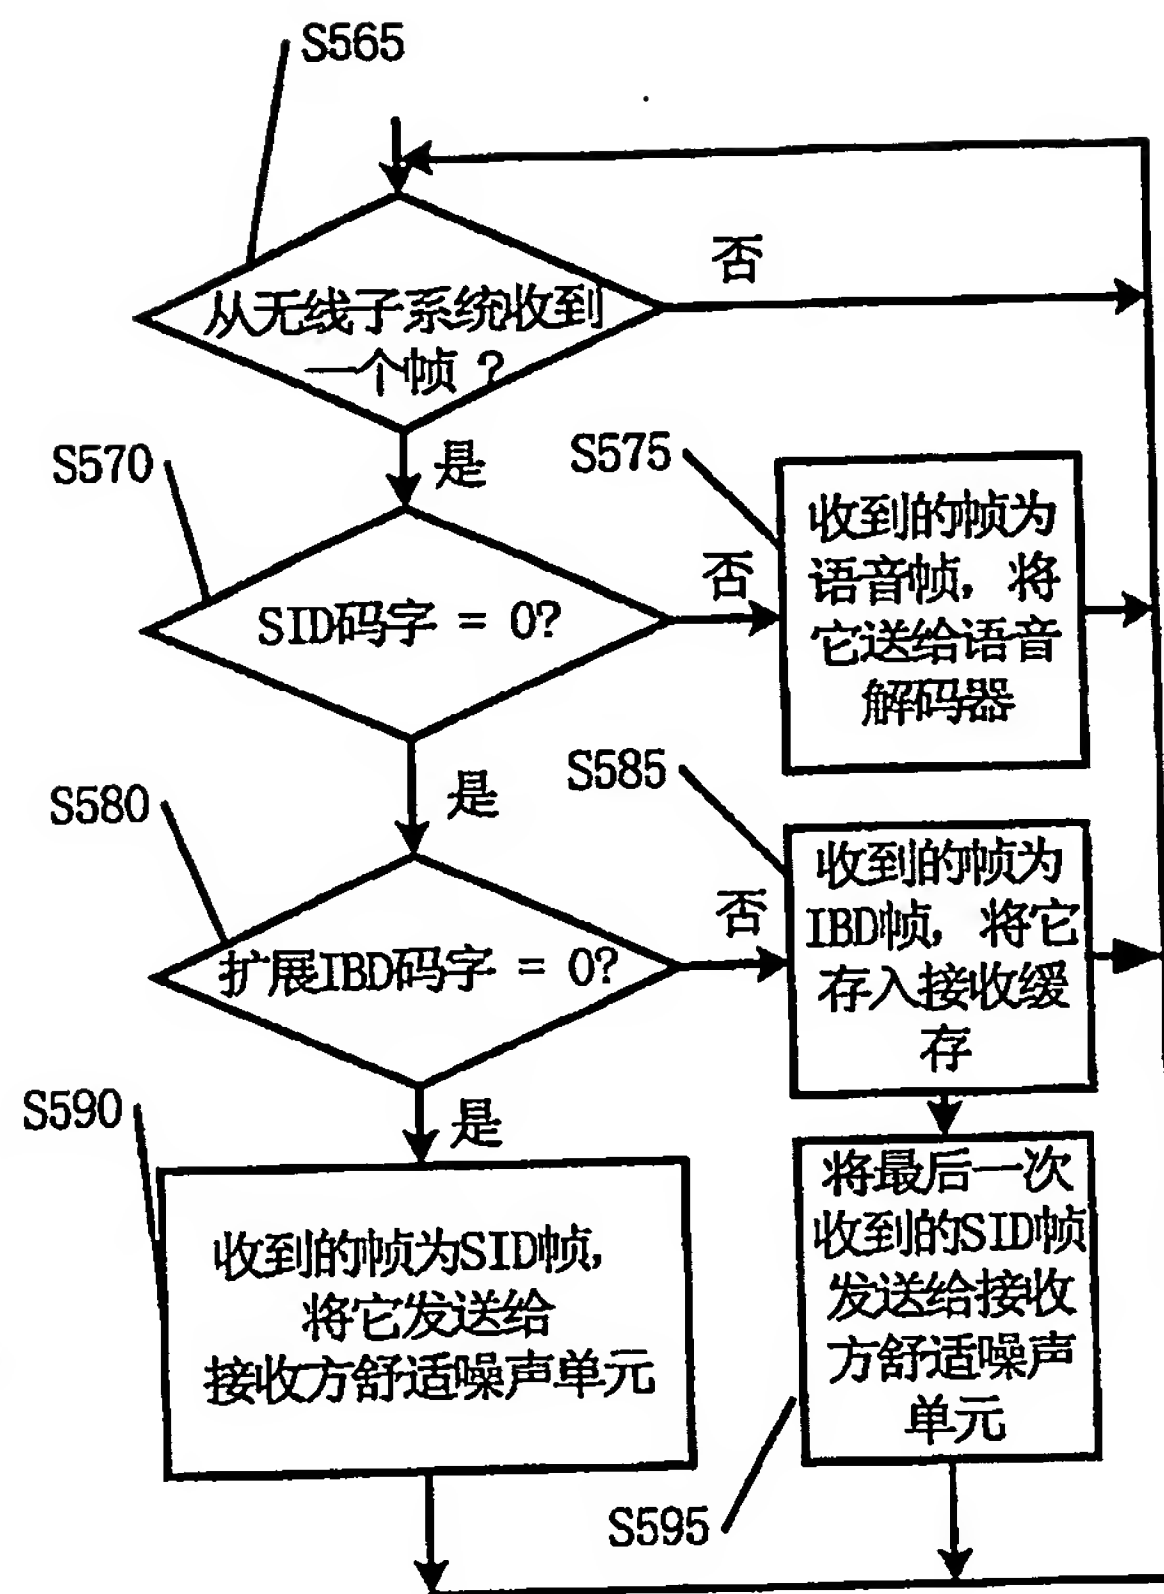 S565
否
从无线子系统收到
一个帧 ?
S570
是
S575
收到的帧为
语音帧, 将
它送给语音
解码器
否
SID码字 = 0?
S580
是
S585
收到的帧为
IBD帧, 将它
存入接收缓
存
否
扩展IBD码字 = 0?
S590
是
收到的帧为SID帧,
将它发送给
接收方舒适噪声单元
将最后一次
收到的SID帧
发送给接收
方舒适噪声
单元
S595